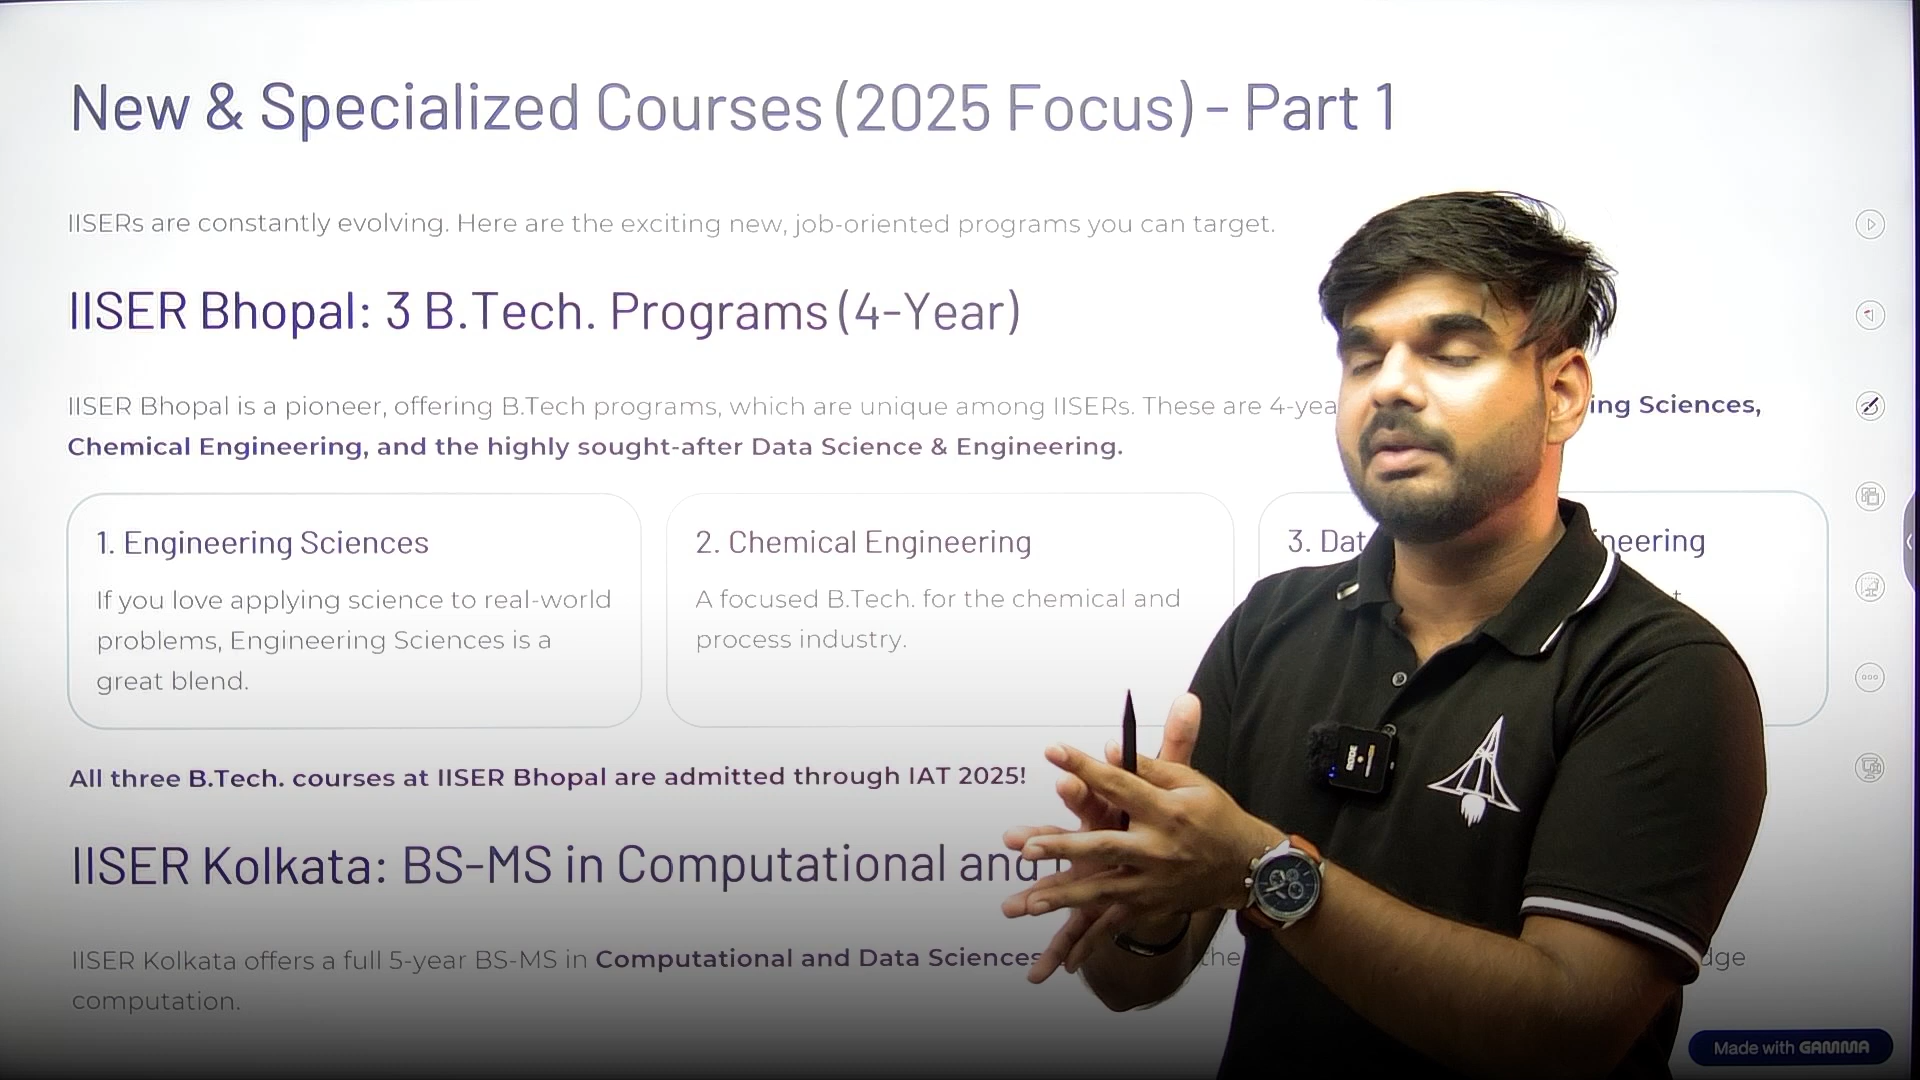 New & Specialized Courses (2025 Focus) - Part 1
IISERs are constantly evolving. Here are the exciting new, job-oriented programs you can target.
IISER Bhopal: 3 B.Tech. Programs (4-Year)
IISER Bhopal is a pioneer, offering B.Tech programs, which are unique among IISERs. These are 4-yea ing Sciences,
Chemical Engineering, and the highly sought-after Data Science & Engineering.
1. Engineering Sciences
If you love applying science to real-world
problems, Engineering Sciences is a
great blend.
2. Chemical Engineering
A focused B.Tech. for the chemical and
process industry.
3. Dat neering
All three B.Tech. courses at IISER Bhopal are admitted through IAT 2025!
IISER Kolkata: BS-MS in Computational and
IISER Kolkata offers a full 5-year BS-MS in Computational and Data Sciences the dge
computation.
RODE
Made with GAMMA